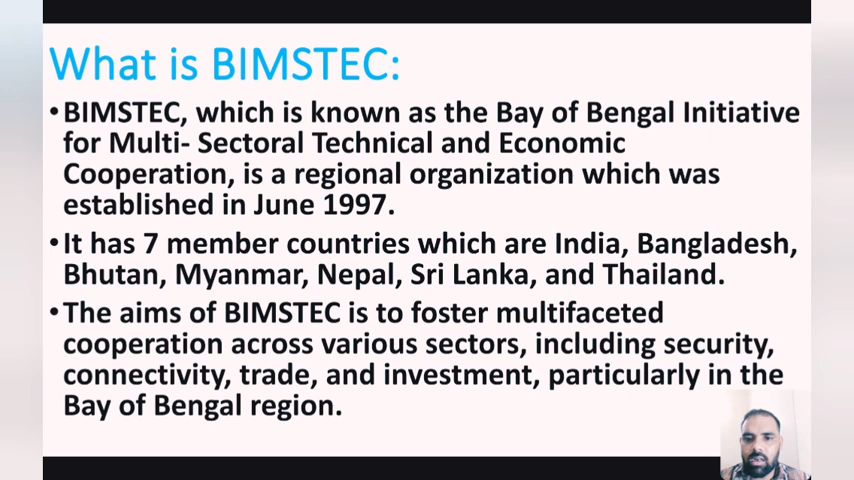 What is BIMSTEC:
•BIMSTEC, which is known as the Bay of Bengal Initiative
for Multi- Sectoral Technical and Economic
Cooperation, is a regional organization which was
established in June 1997.
•It has 7 member countries which are India, Bangladesh,
Bhutan, Myanmar, Nepal, Sri Lanka, and Thailand.
•The aims of BIMSTEC is to foster multifaceted
cooperation across various sectors, including security,
connectivity, trade, and investment, particularly in the
Bay of Bengal region.